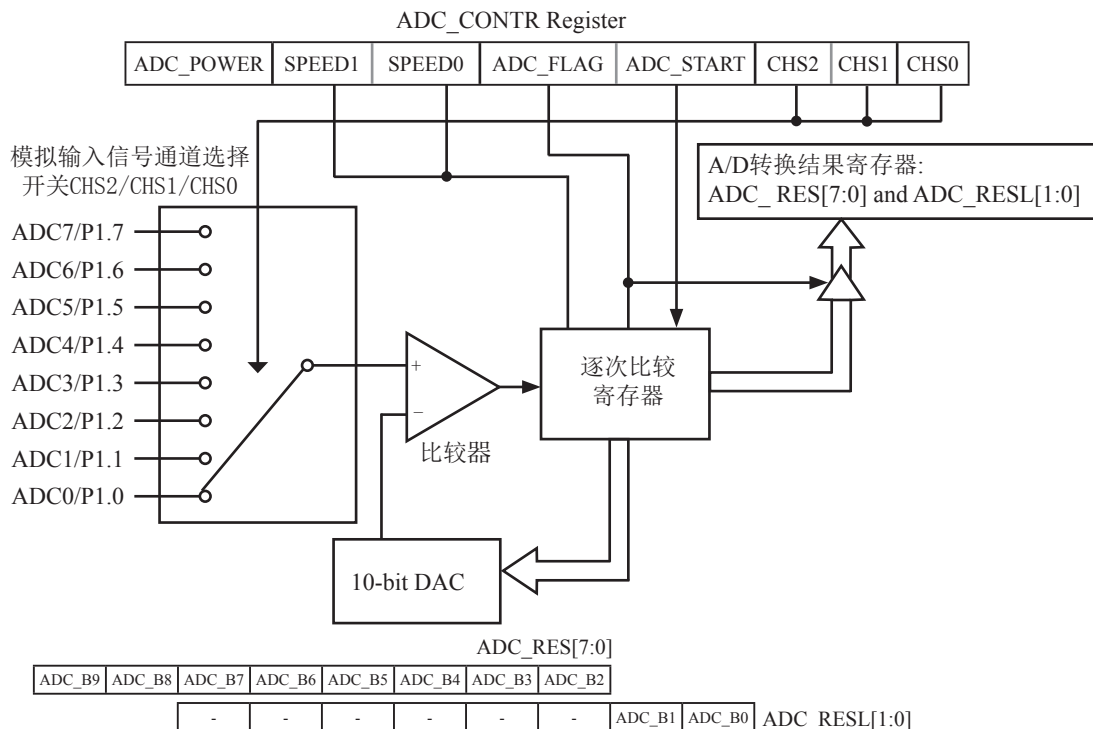 ADC_CONTR Register
ADC_POWER SPEED1 SPEED0 ADC_FLAG ADC_START CHS2 CHS1 CHS0
模拟输入信号通道选择
开关CHS2/CHS1/CHS0
A/D转换结果寄存器:
ADC_ RES[7:0] and ADC_RESL[1:0]
ADC7/P1.7
ADC6/P1.6
ADC5/P1.5
ADC4/P1.4
ADC3/P1.3
ADC2/P1.2
ADC1/P1.1
ADC0/P1.0
+
−
比较器
逐次比较
寄存器
10-bit DAC
ADC_RES[7:0]
ADC_B9 ADC_B8 ADC_B7 ADC_B6 ADC_B5 ADC_B4 ADC_B3 ADC_B2
- - - - - - ADC_B1 ADC_B0 ADC_RESL[1:0]